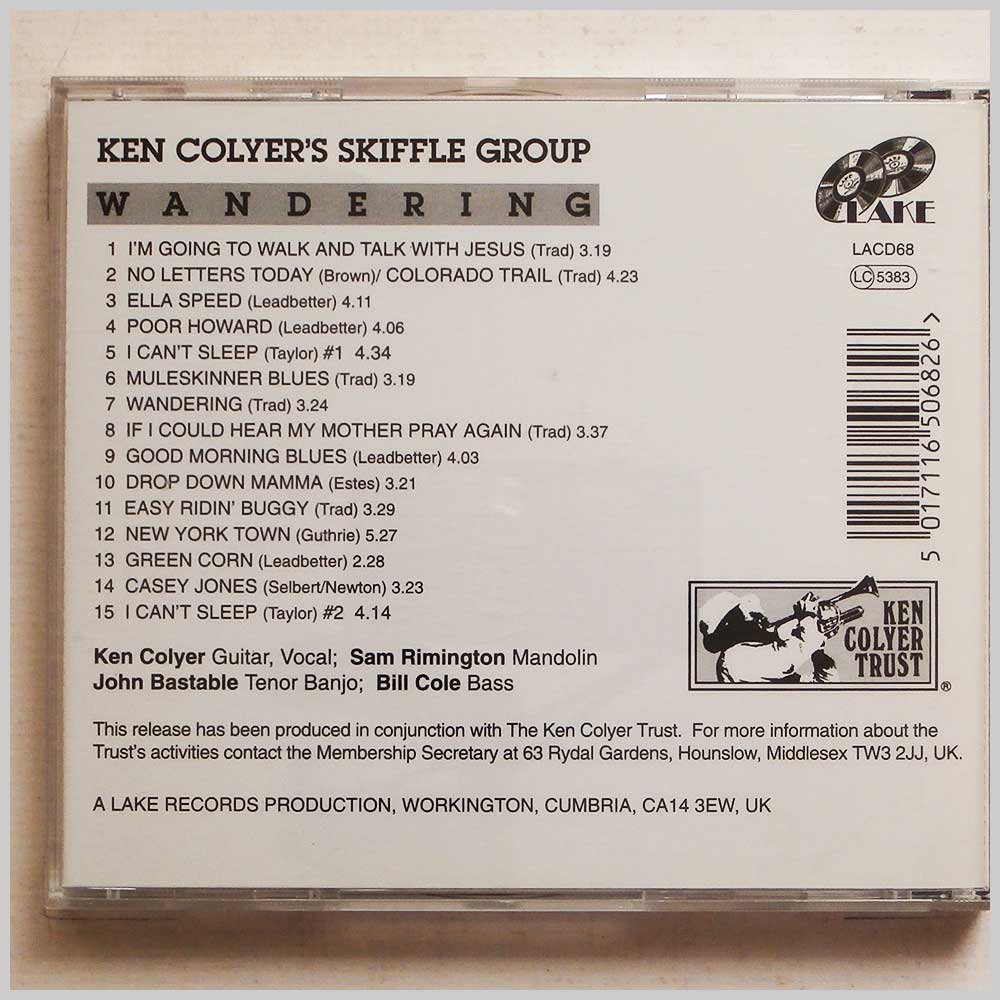 KEN COLYER'S SKIFFLE GROUP
WANDERING
1 I'M GOING TO WALK AND TALK WITH JESUS (Trad) 3.19
2 NO LETTERS TODAY (Brown)/ COLORADO TRAIL (Trad) 4.23
3 ELLA SPEED (Leadbetter) 4.11
4 POOR HOWARD (Leadbetter) 4.06
5 I CAN'T SLEEP (Taylor) #1 4.34
6 MULESKINNER BLUES (Trad) 3.19
7 WANDERING (Trad) 3.24
8 IF I COULD HEAR MY MOTHER PRAY AGAIN (Trad) 3.37
9 GOOD MORNING BLUES (Leadbetter) 4.03
10 DROP DOWN MAMMA (Estes) 3.21
11 EASY RIDIN' BUGGY (Trad) 3.29
12 NEW YORK TOWN (Guthrie) 5.27
13 GREEN CORN (Leadbetter) 2.28
14 CASEY JONES (Selbert/Newton) 3.23
15 I CAN'T SLEEP (Taylor) #2 4.14
LAKE
LACD68
LC 5383
5 017116 506826 >
KEN
COLYER
TRUST
®
Ken Colyer Guitar, Vocal; Sam Rimington Mandolin
John Bastable Tenor Banjo; Bill Cole Bass
This release has been produced in conjunction with The Ken Colyer Trust. For more information about the
Trust's activities contact the Membership Secretary at 63 Rydal Gardens, Hounslow, Middlesex TW3 2JJ, UK.
A LAKE RECORDS PRODUCTION, WORKINGTON, CUMBRIA, CA14 3EW, UK